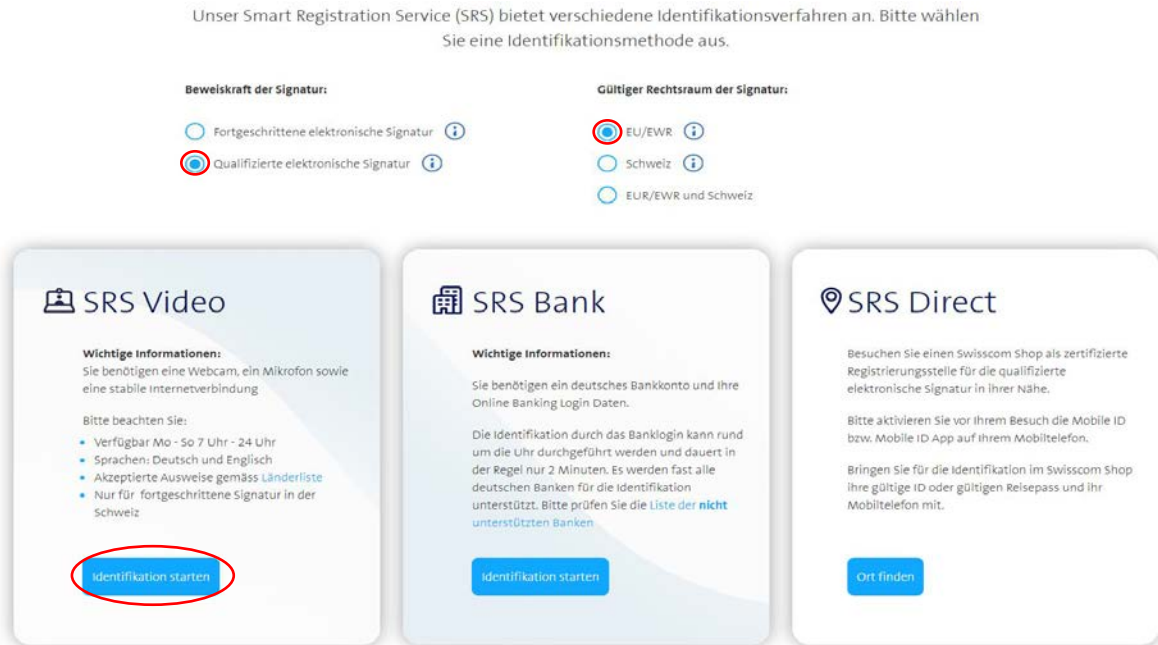 Unser Smart Registration Service (SRS) bietet verschiedene Identifikationsverfahren an. Bitte wählen
Sie eine Identifikationsmethode aus.
Beweiskraft der Signatur:
Fortgeschrittene elektronische Signatur
Qualifizierte elektronische Signatur
Gültiger Rechtsraum der Signatur:
EU/EWR
Schweiz
EUR/EWR und Schweiz
SRS Video
Wichtige Informationen:
Sie benötigen eine Webcam, ein Mikrofon sowie
eine stabile Internetverbindung
Bitte beachten Sie:
Verfügbar Mo - So 7 Uhr - 24 Uhr
Sprachen: Deutsch und Englisch
Akzeptierte Ausweise gemäss Länderliste
Nur für fortgeschrittene Signatur in der
Schweiz
Identifikation starten
SRS Bank
Wichtige Informationen:
Sie benötigen ein deutsches Bankkonto und Ihre
Online Banking Login Daten.
Die Identifikation durch das Banklogin kann rund
um die Uhr durchgeführt werden und dauert in
der Regel nur 2 Minuten. Es werden fast alle
deutschen Banken für die Identifikation
unterstützt. Bitte prüfen Sie die Liste der nicht
unterstützten Banken
Identifikation starten
SRS Direct
Besuchen Sie einen Swisscom Shop als zertifizierte
Registrierungsstelle für die qualifizierte
elektronische Signatur in ihrer Nähe.
Bitte aktivieren Sie vor Ihrem Besuch die Mobile ID
bzw. Mobile ID App auf Ihrem Mobiltelefon.
Bringen Sie für die Identifikation im Swisscom Shop
ihre gültige ID oder gültigen Reisepass und ihr
Mobiltelefon mit.
Ort finden